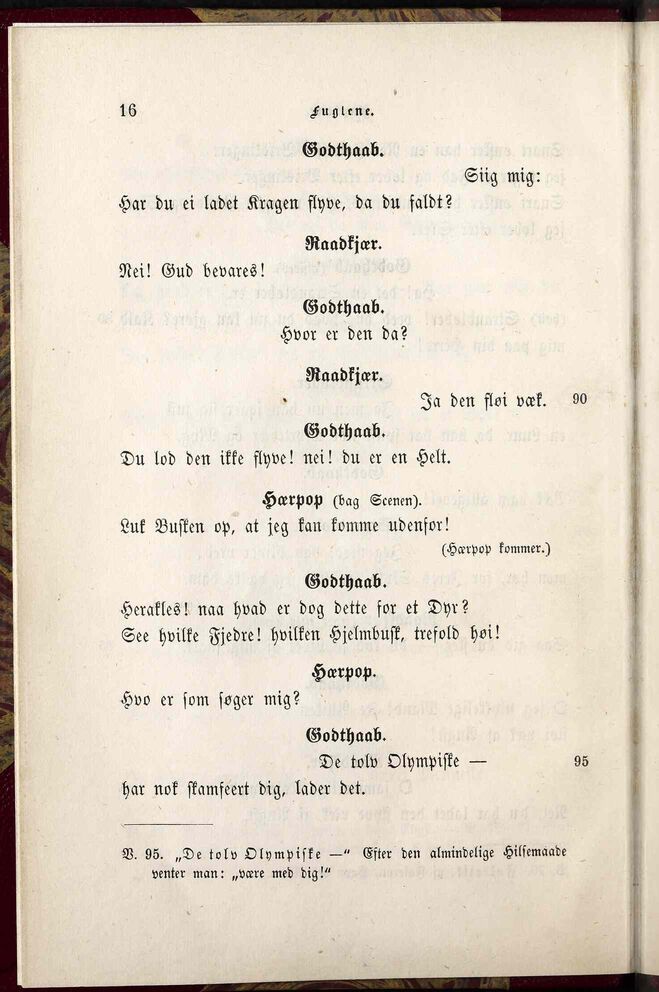 16 Fuglene.
Godthaab.
Siig mig:
Har du ei ladet Kragen flyve, da du faldt?
Raadkjær.
Nei! Gud bevares!
Godthaab.
Hvor er den da?
Raadkjær.
Ja den fløi væk. 90
Godthaab.
Du lod den ikke flyve! nei! du er en Helt.
Hærpop (bag Scenen).
Luk Busken op, at jeg kan komme udenfor!
(Hærpop kommer.)
Godthaab.
Herakles! naa hvad er dog dette for et Dyr?
See hvilke Fjedre! hvilken Hjelmbusk, trefold høi!
Hærpop.
Hvo er som søger mig?
Godthaab.
De tolv Olympiske — 95
har nok skamfeert dig, lader det.
V. 95. „De tolv Olympiske —“ Efter den almindelige Hilsemaade
venter man: „være med dig!“